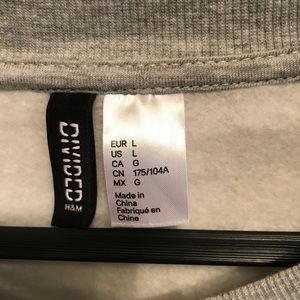 DIVIDED
H&M
EUR L
US L
CA G
CN 175/104A
MX G
Made in
China
Fabriqué en
Chine